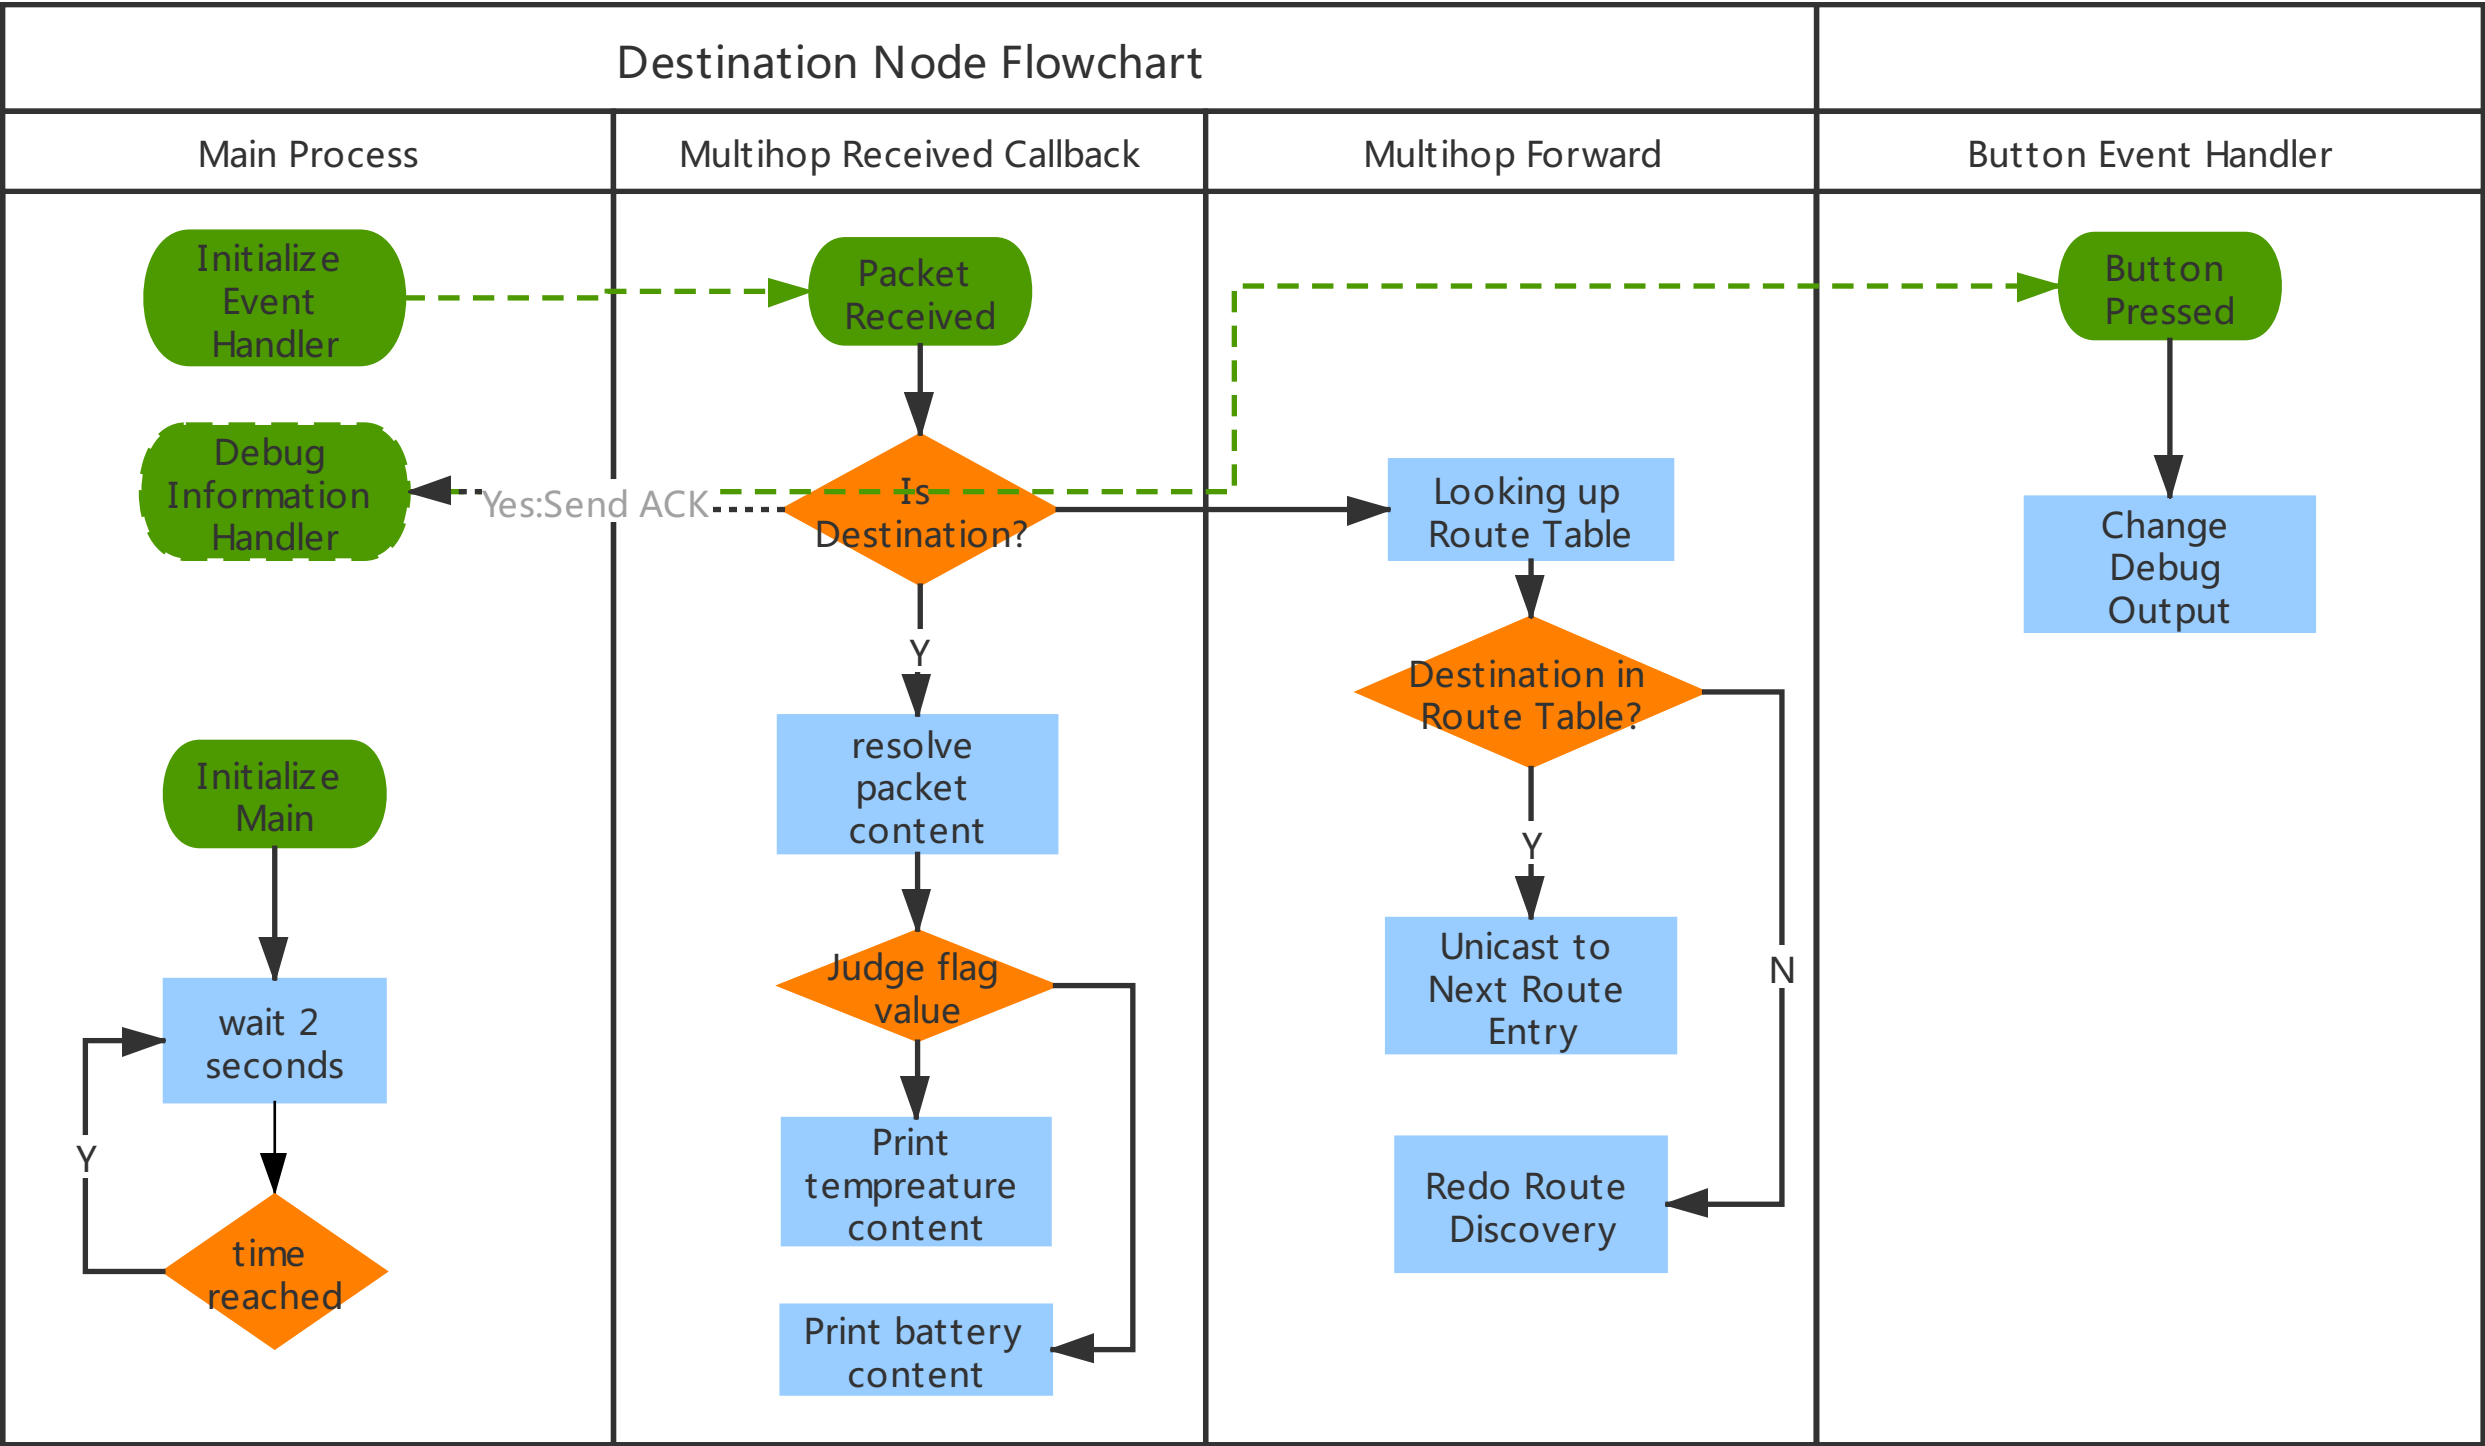 Destination Node Flowchart
Main Process
Multihop Received Callback
Multihop Forward
Button Event Handler
Initialize
Event
Handler
Debug
Information
Handler
Yes:Send ACK
Initialize
Main
wait 2
seconds
Y
time
reached
Packet
Received
Is
Destination?
Y
resolve
packet
content
Judge flag
value
Print
tempreature
content
Print battery
content
Looking up
Route Table
Destination in
Route Table?
Y
N
Unicast to
Next Route
Entry
Redo Route
Discovery
Button
Pressed
Change
Debug
Output